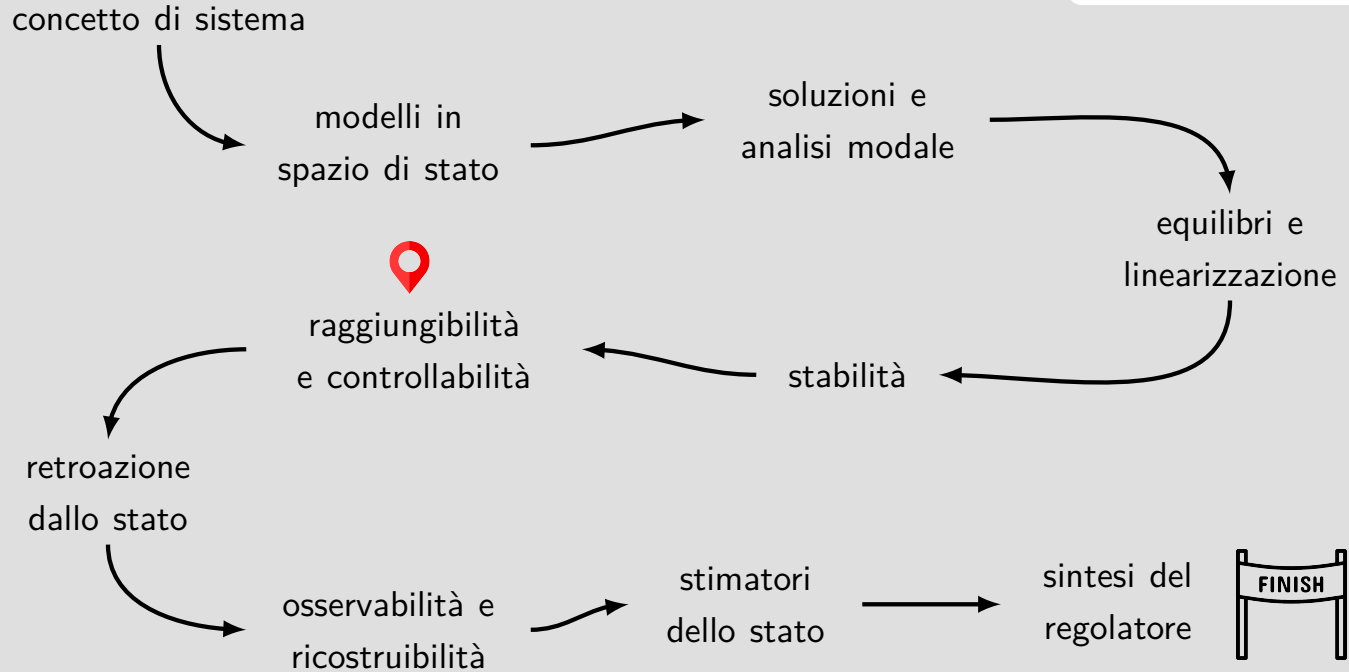 concetto di sistema
modelli in
spazio di stato
soluzioni e
analisi modale
equilibri e
linearizzazione
stabilità
raggiungibilità
e controllabilità
retroazione
dallo stato
osservabilità e
ricostruibilità
stimatori
dello stato
sintesi del
regolatore
FINISH